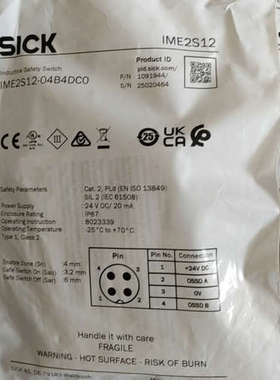 SICK
IME2S12
Inductive Safety Switch
IME2S12-04B4DC0
Product ID
pid.sick.com/
P/N 1091944/
S/N 25020464
CE
25
UK CA
Safety Parameters : Cat. 2, PLd (EN ISO 13849)
SIL 2 (IEC 61508)
Power Supply : 24 V DC/ 20 mA
Enclosure Rating : IP67
Operation Instruction : 8023339
Operating Temperature : -25 °C to +70°C
Type 1, Class 2
Pin
Pin No. Connection
1 +24V DC
2 OSSD A
3 0V
4 OSSD B
Enable Zone (Sn) : 4 mm
Safe Switch On (Sao) : 3.2 mm
Safe Switch Off (Sar) : 6 mm
Handle it with care
FRAGILE
WARNING - HOT SURFACE - RISK OF BURN